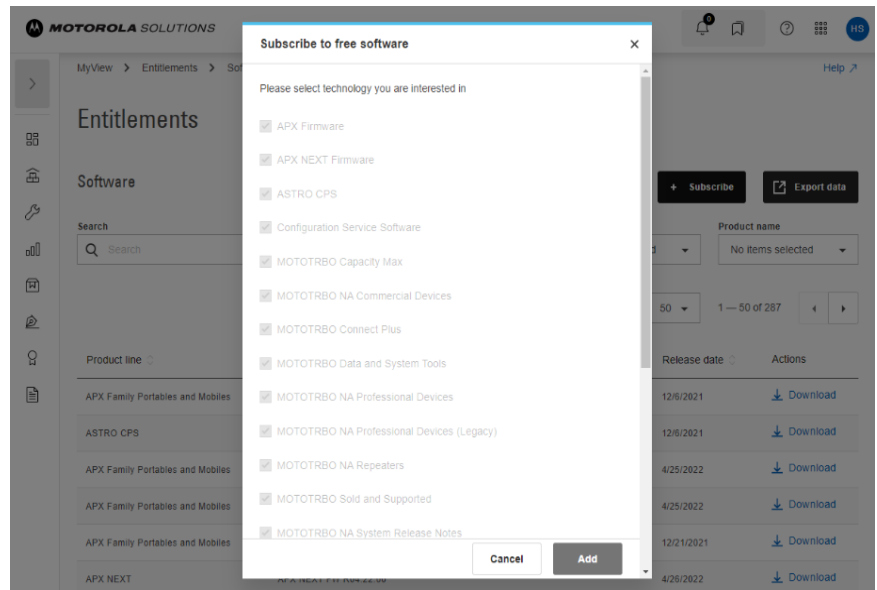 MOTOROLA SOLUTIONS
0
HS
MyView > Entitlements > Sof
Help
Entitlements
Software
+ Subscribe
Export data
Search
Search
Product name
d
No items selected
50
1 — 50 of 287
Product line
Release date
Actions
APX Family Portables and Mobiles
12/6/2021
Download
ASTRO CPS
12/6/2021
Download
APX Family Portables and Mobiles
4/25/2022
Download
APX Family Portables and Mobiles
4/25/2022
Download
APX Family Portables and Mobiles
12/21/2021
Download
APX NEXT
4/26/2022
Download
Subscribe to free software
Please select technology you are interested in
APX Firmware
APX NEXT Firmware
ASTRO CPS
Configuration Service Software
MOTOTRBO Capacity Max
MOTOTRBO NA Commercial Devices
MOTOTRBO Connect Plus
MOTOTRBO Data and System Tools
MOTOTRBO NA Professional Devices
MOTOTRBO NA Professional Devices (Legacy)
MOTOTRBO NA Repeaters
MOTOTRBO Sold and Supported
MOTOTRBO NA System Release Notes
Cancel
Add